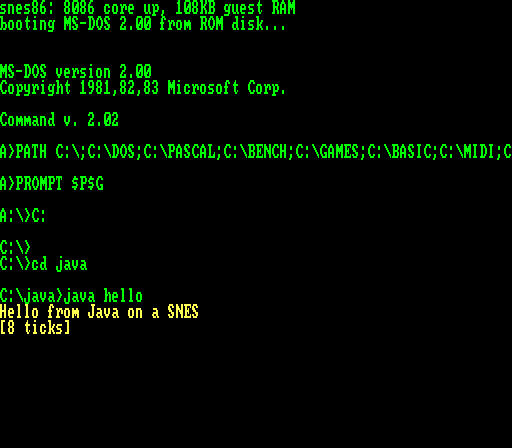 snes86: 8086 core up, 108KB guest RAM
booting MS-DOS 2.00 from ROM disk...
MS-DOS version 2.00
Copyright 1981,82,83 Microsoft Corp.
Command v. 2.02
A>PATH C:\;C:\DOS;C:\PASCAL;C:\BENCH;C:\GAMES;C:\BASIC;C:\MIDI;C
A>PROMPT $P$G
A:\>C:
C:\>
C:\>cd java
C:\java>java hello
Hello from Java on a SNES
[8 ticks]